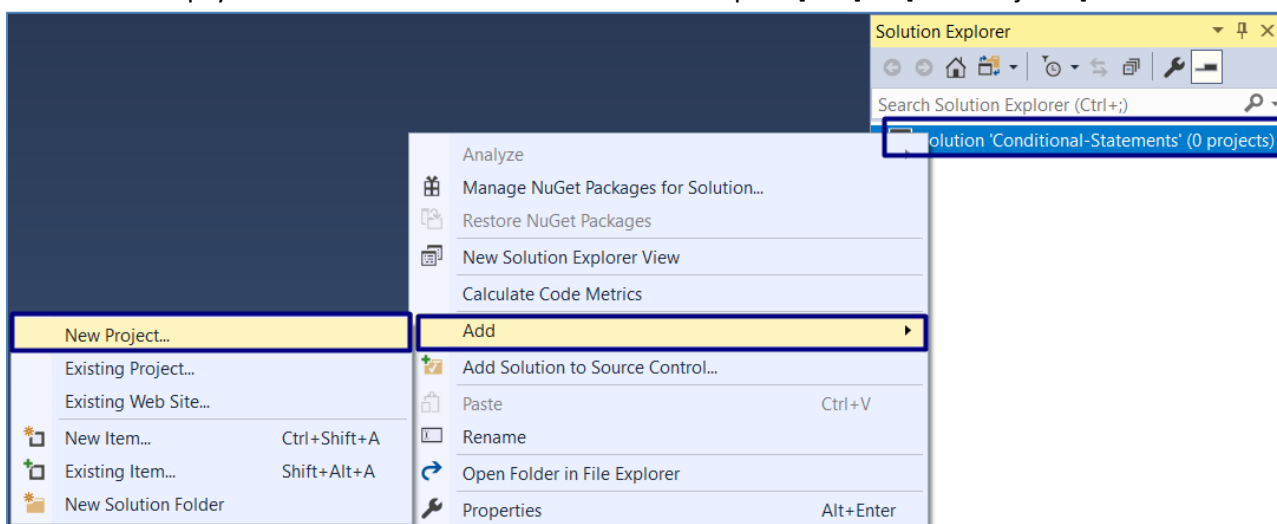 Solution Explorer
Search Solution Explorer (Ctrl+;)
olution 'Conditional-Statements' (0 projects)
Analyze
Manage NuGet Packages for Solution...
Restore NuGet Packages
New Solution Explorer View
Calculate Code Metrics
Add
Add Solution to Source Control...
Paste Ctrl+V
Rename
Open Folder in File Explorer
Properties Alt+Enter
New Project...
Existing Project...
Existing Web Site...
New Item... Ctrl+Shift+A
Existing Item... Shift+Alt+A
New Solution Folder